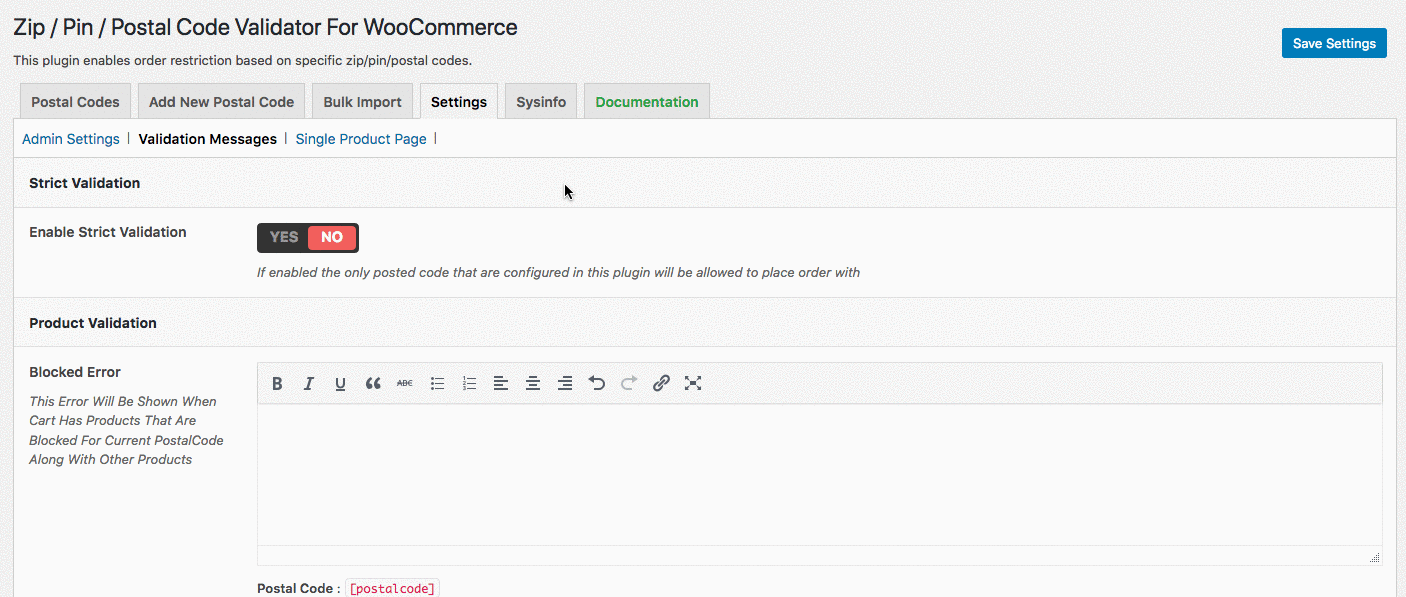 Zip / Pin / Postal Code Validator For WooCommerce
Save Settings
This plugin enables order restriction based on specific zip/pin/postal codes.
Postal Codes Add New Postal Code Bulk Import Settings Sysinfo Documentation
Admin Settings | Validation Messages | Single Product Page |
Strict Validation
Enable Strict Validation YES NO
If enabled the only posted code that are configured in this plugin will be allowed to place order with
Product Validation
Blocked Error
This Error Will Be Shown When
Cart Has Products That Are
Blocked For Current PostalCode
Along With Other Products
B I U “ ABC
Postal Code : [postalcode]